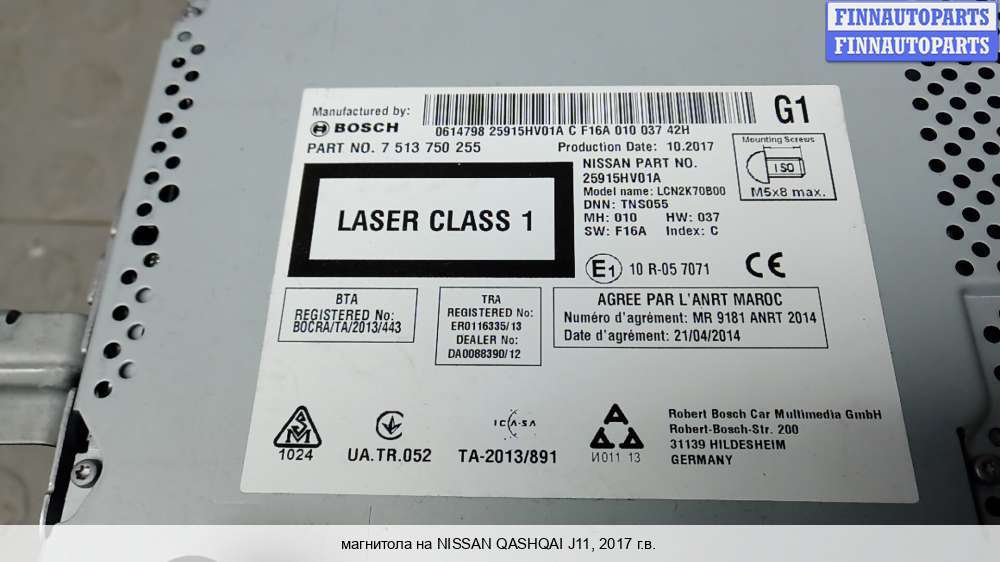 FINNAUTOPARTS
FINNAUTOPARTS
Manufactured by:
BOSCH
0614798 25915HV01A C F16A 010 037 42H
G1
PART NO. 7 513 750 255
Production Date: 10.2017
NISSAN PART NO.
25915HV01A
Model name: LCN2K70B00
DNN: TNS055
MH: 010 HW: 037
SW: F16A Index: C
Mounting Screws
ISO
M5x8 max.
LASER CLASS 1
E1 10 R-05 7071 CE
BTA
REGISTERED No:
BOCRA/TA/2013/443
TRA
REGISTERED No:
ER0116335/13
DEALER No:
DA0088390/12
AGREE PAR L'ANRT MAROC
Numéro d'agrément: MR 9181 ANRT 2014
Date d'agrément: 21/04/2014
1024
UA.TR.052
ICASA
TA-2013/891
И011 13
Robert Bosch Car Multimedia GmbH
Robert-Bosch-Str. 200
31139 HILDESHEIM
GERMANY
магнитола на NISSAN QASHQAI J11, 2017 г.в.